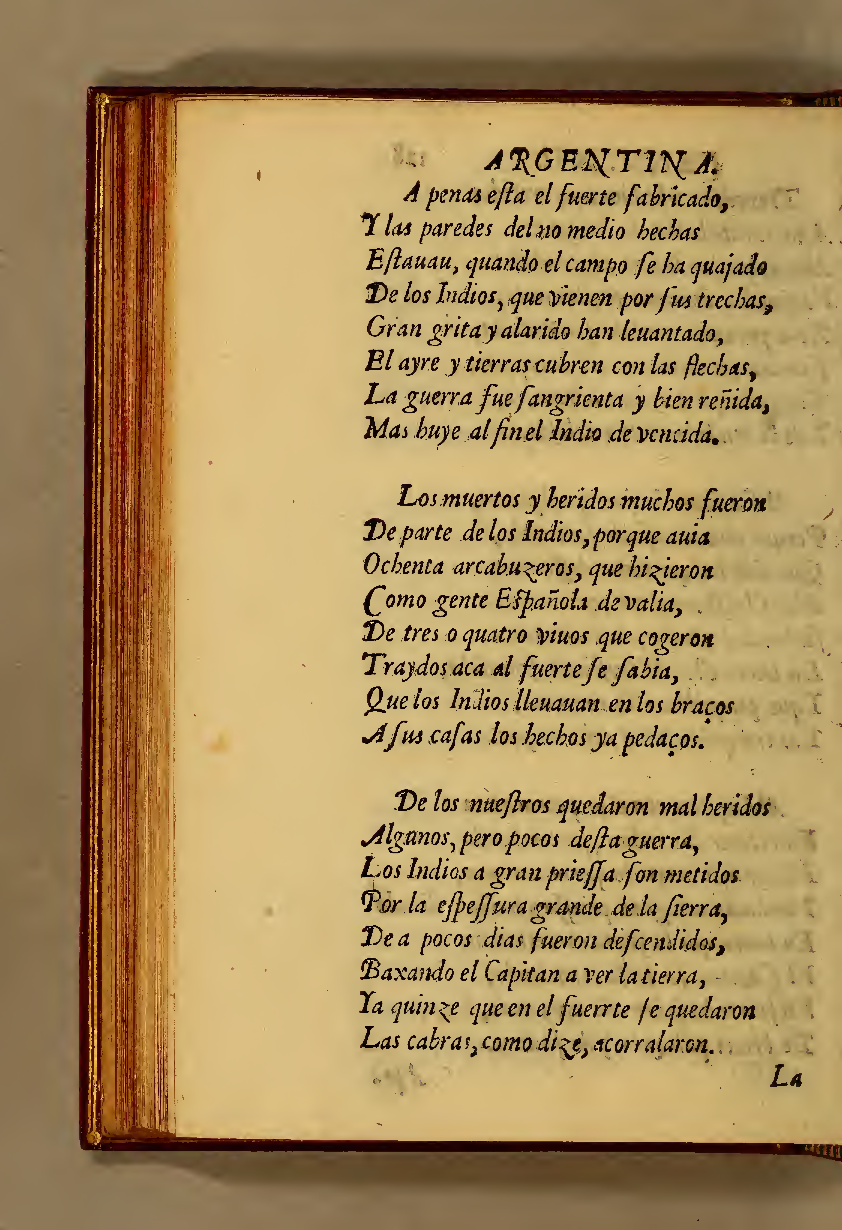 ARGENTINA.
A penas eſta el fuerte fabricado,
Y las paredes del no medio hechas
Eſtauau, quando el campo ſe ha quajado
De los Indios, que vienen por ſus trechas,
Gran grita y alarido han leuantado,
El ayre y tierras cubren con las flechas,
La guerra fue ſangrienta y bien reñida,
Mas huye al fin el Indio de vencida.
Los muertos y heridos muchos fueron
De parte de los Indios, porque auia
Ochenta arcabuzeros, que hizieron
Como gente Eſpañola de valia,
De tres o quatro viuos que cogeron
Traydos aca al fuerte ſe ſabia,
Que los Indios lleuauan en los braços
A ſus caſas los hechos ya pedaços.
De los nueſtros quedaron mal heridos
Algunos, pero pocos deſta guerra,
Los Indios a gran prieſſa ſon metidos
Por la eſpeſſura grande de la ſierra,
De a pocos dias fueron deſcendidos,
Baxando el Capitan a ver la tierra,
Ya quinze que en el fuerrte ſe quedaron
Las cabras, como dize, acorralaron.
La